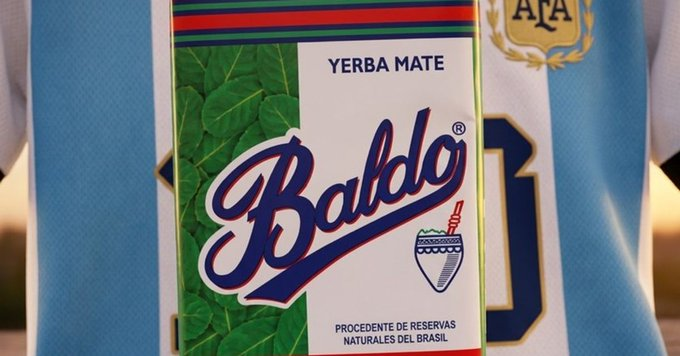 AFA
YERBA MATE
Baldo®
PROCEDENTE DE RESERVAS
NATURALES DEL BRASIL